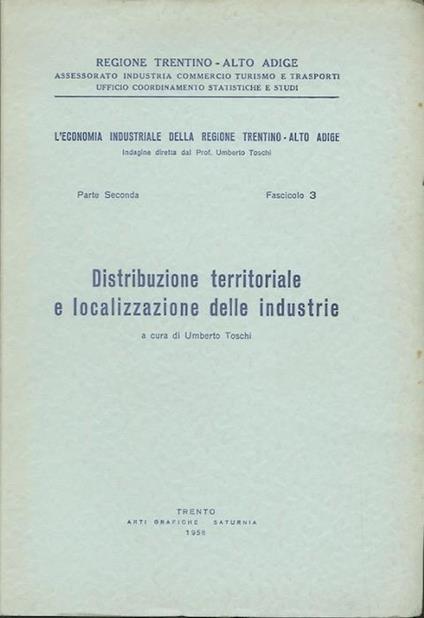 REGIONE TRENTINO - ALTO ADIGE
ASSESSORATO INDUSTRIA COMMERCIO TURISMO E TRASPORTI
UFFICIO COORDINAMENTO STATISTICHE E STUDI
L'ECONOMIA INDUSTRIALE DELLA REGIONE TRENTINO - ALTO ADIGE
Indagine diretta dal Prof. Umberto Toschi
Parte Seconda Fascicolo 3
Distribuzione territoriale
e localizzazione delle industrie
a cura di Umberto Toschi
TRENTO
ARTI GRAFICHE SATURNIA
1958